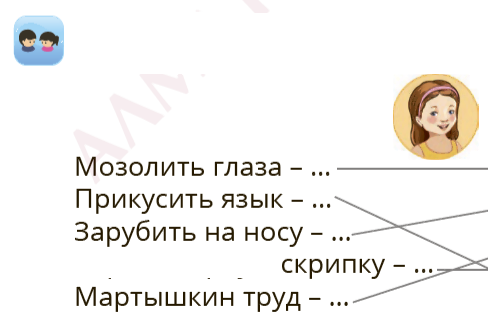 Мозолить глаза – ...
Прикусить язык – ...
Зарубить на носу – ...
скрипку – ...
Мартышкин труд – ...